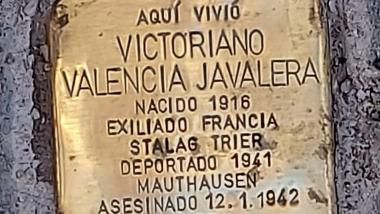 AQUÍ VIVIÓ
VICTORIANO
VALENCIA JAVALERA
NACIDO 1916
EXILIADO FRANCIA
STALAG TRIER
DEPORTADO 1941
MAUTHAUSEN
ASESINADO 12.1.1942